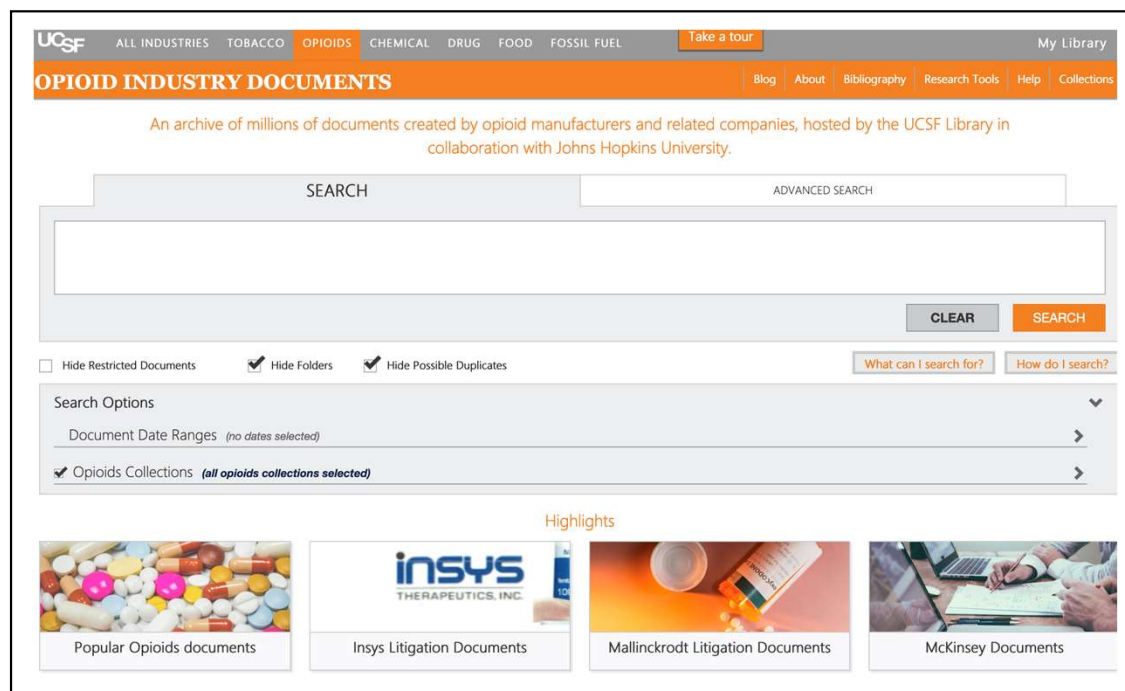 UCSF ALL INDUSTRIES TOBACCO OPIOIDS CHEMICAL DRUG FOOD FOSSIL FUEL Take a tour My Library
OPIOID INDUSTRY DOCUMENTS Blog About Bibliography Research Tools Help Collections
An archive of millions of documents created by opioid manufacturers and related companies, hosted by the UCSF Library in
collaboration with Johns Hopkins University.
SEARCH ADVANCED SEARCH
CLEAR SEARCH
Hide Restricted Documents Hide Folders Hide Possible Duplicates What can I search for? How do I search?
Search Options
Document Date Ranges (no dates selected)
Opioids Collections (all opioids collections selected)
Highlights
insys
THERAPEUTICS, INC.
Popular Opioids documents Insys Litigation Documents Mallinckrodt Litigation Documents McKinsey Documents